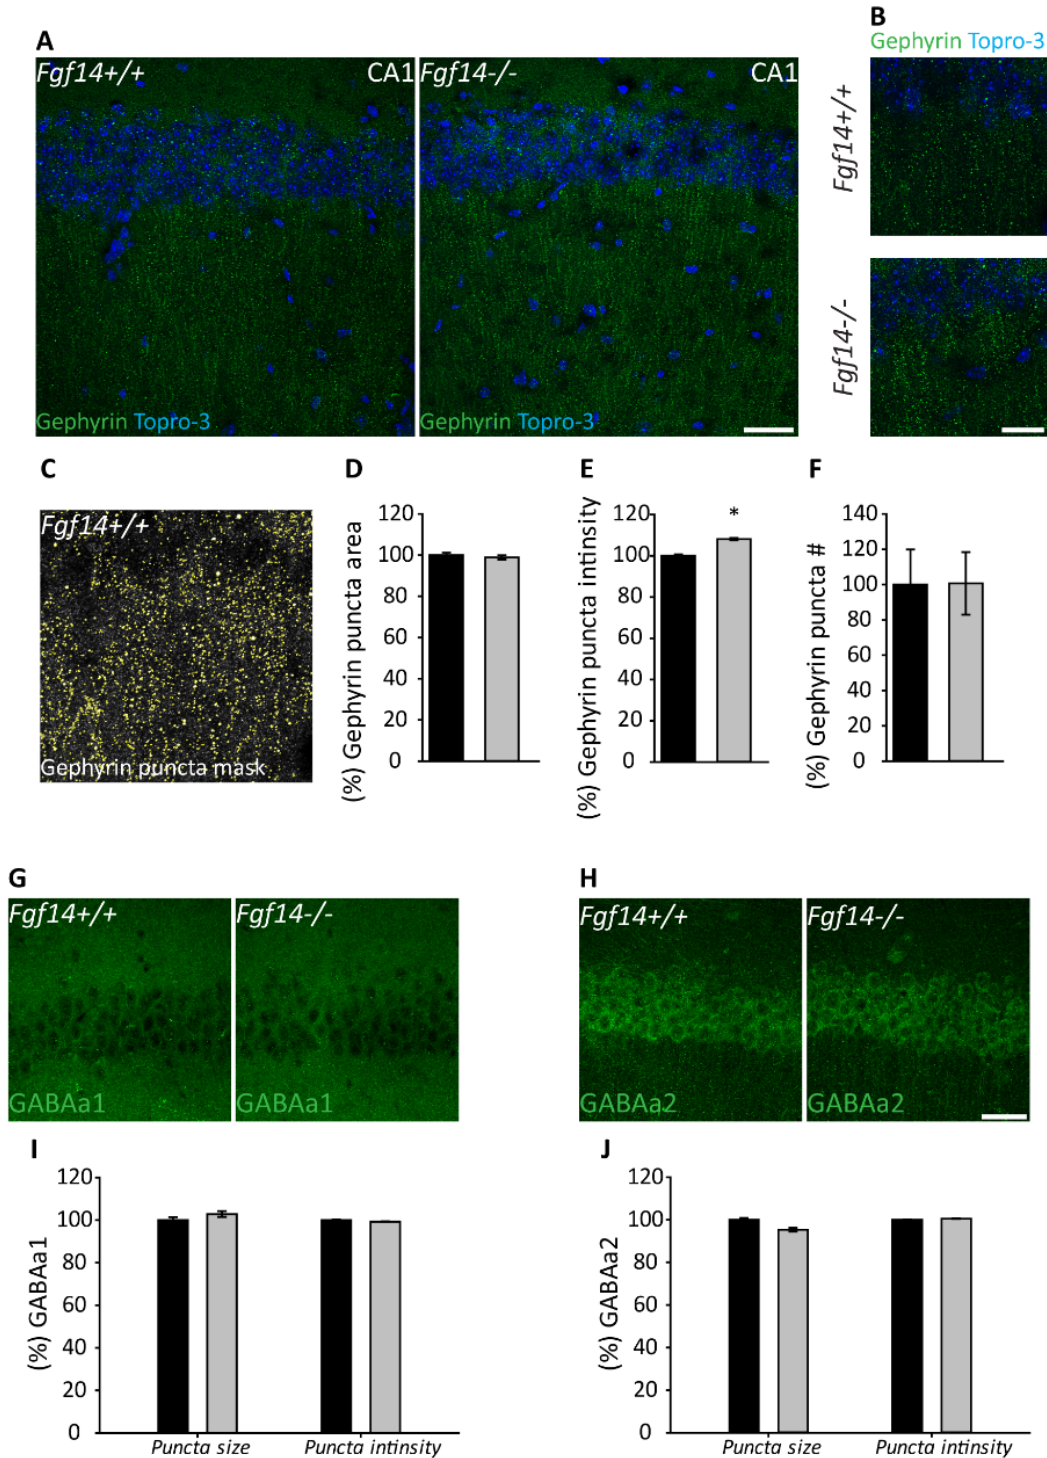 A
B
Gephyrin Topro-3
Fgf14+/+ CA1
Fgf14-/- CA1
Fgf14+/+
Fgf14-/-
Gephyrin Topro-3
Gephyrin Topro-3
C
Fgf14+/+
Gephyrin puncta mask
D
(%) Gephyrin puncta area
120
100
80
60
40
20
0
E
(%) Gephyrin puncta intinsity
120
100
80
60
40
20
0
*
F
(%) Gephyrin puncta #
140
120
100
80
60
40
20
0
G
Fgf14+/+
Fgf14-/-
GABAa1
GABAa1
H
Fgf14+/+
Fgf14-/-
GABAa2
GABAa2
I
(%) GABAa1
120
100
80
60
40
20
0
Puncta size
Puncta intinsity
J
(%) GABAa2
120
100
80
60
40
20
0
Puncta size
Puncta intinsity